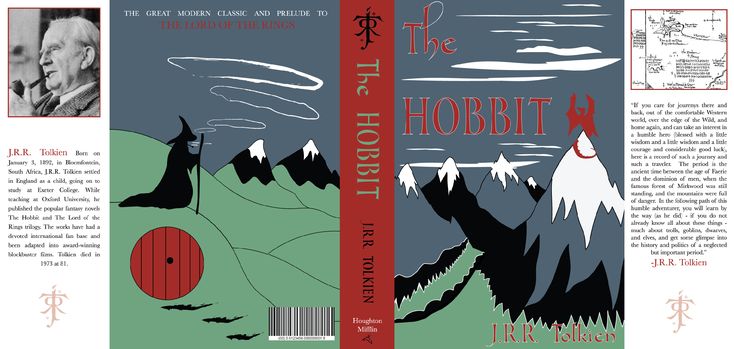 J.R.R. Tolkien Born on
January 3, 1892, in Bloemfontein,
South Africa, J.R.R. Tolkien settled
in England as a child, going on to
study at Exeter College. While
teaching at Oxford University, he
published the popular fantasy novels
The Hobbit and The Lord of the
Rings trilogy. The works have had a
devoted international fan base and
been adapted into award-winning
blockbuster films. Tolkien died in
1973 at 81.
THE GREAT MODERN CLASSIC AND PRELUDE TO
THE LORD OF THE RINGS
The HOBBIT
J.R.R TOLKIEN
Houghton
Mifflin
The
HOBBIT
J.R.R. Tolkien
"If you care for journeys there and
back, out of the comfortable Western
world, over the edge of the Wild, and
home again, and can take an interest in
a humble hero (blessed with a little
wisdom and a little wisdom and a little
courage and considerable good luck),
here is a record of such a journey and
such a traveler. The period is the
ancient time between the age of Faerie
and the dominion of men, when the
famous forest of Mirkwood was still
standing, and the mountains were full
of danger. In the following path of this
humble adventurer, you will learn by
the way (as he did - if you do not
already know all about these things -
much about trolls, goblins, dwarves,
and elves, and get some glimpse into
the history and politics of a neglected
but important period."
-J.R.R. Tolkien